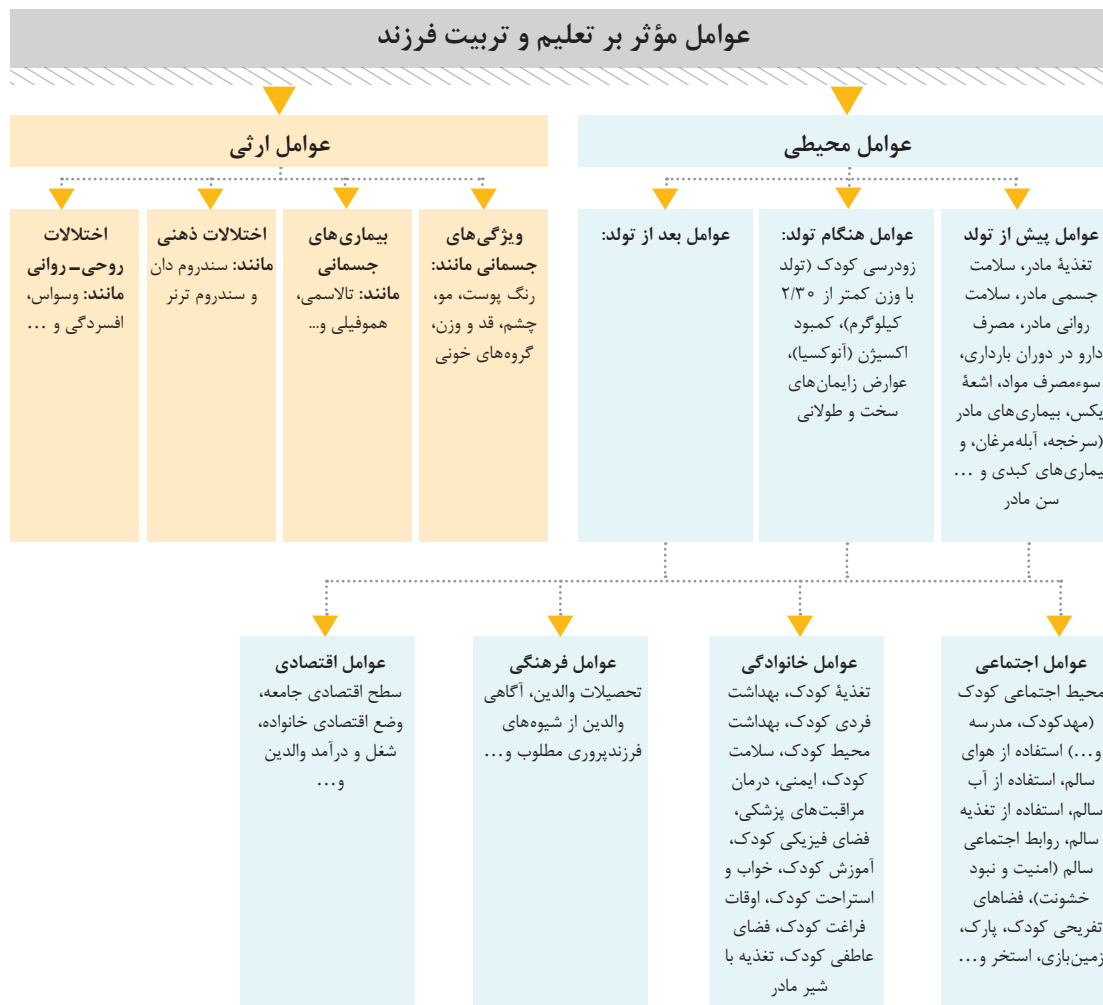 عوامل مؤثر بر تعلیم و تربیت فرزند
عوامل محیطی
عوامل پیش از تولد
تغذیهٔ مادر، سلامت
جسمی مادر، سلامت
روانی مادر، مصرف
دارو در دوران بارداری،
سوءمصرف مواد، اشعهٔ
یکس، بیماری‌های مادر
(سرخجه، آبله‌مرغان، و
یماری‌های کبدی و ...
سن مادر
عوامل هنگام تولد:
زودرسی کودک (تولد
با وزن کمتر از ۲/۳۰
کیلوگرم)، کمبود
اکسیژن (آنوکسیا)،
عوارض زایمان‌های
سخت و طولانی
عوامل بعد از تولد:
عوامل ارثی
ویژگی‌های
جسمانی مانند:
رنگ پوست، مو،
چشم، قد و وزن،
گروه‌های خونی
بیماری‌های
جسمانی
مانند: تالاسمی،
هموفیلی و...
اختلالات ذهنی
مانند: سندروم دان
و سندروم ترنر
اختلالات
روحی_ روانی
مانند: وسواس،
افسردگی و ...
عوامل اجتماعی
محیط اجتماعی کودک
(مهدکودک، مدرسه
و...) استفاده از هوای
سالم، استفاده از آب
سالم، استفاده از تغذیه
سالم، روابط اجتماعی
سالم (امنیت و نبود
خشونت)، فضاهای
تفریحی کودک، پارک،
زمین‌بازی، استخر و...
عوامل خانوادگی
تغذیهٔ کودک، بهداشت
فردی کودک، بهداشت
محیط کودک، سلامت
کودک، ایمنی، درمان
مراقبت‌های پزشکی،
فضای فیزیکی کودک،
آموزش کودک، خواب و
استراحت کودک، اوقات
فراغت کودک، فضای
عاطفی کودک، تغذیه با
شیر مادر
عوامل فرهنگی
تحصیلات والدین، آگاهی
والدین از شیوه‌های
فرزندپروری مطلوب و...
عوامل اقتصادی
سطح اقتصادی جامعه،
وضع اقتصادی خانواده،
شغل و درآمد والدین
و...